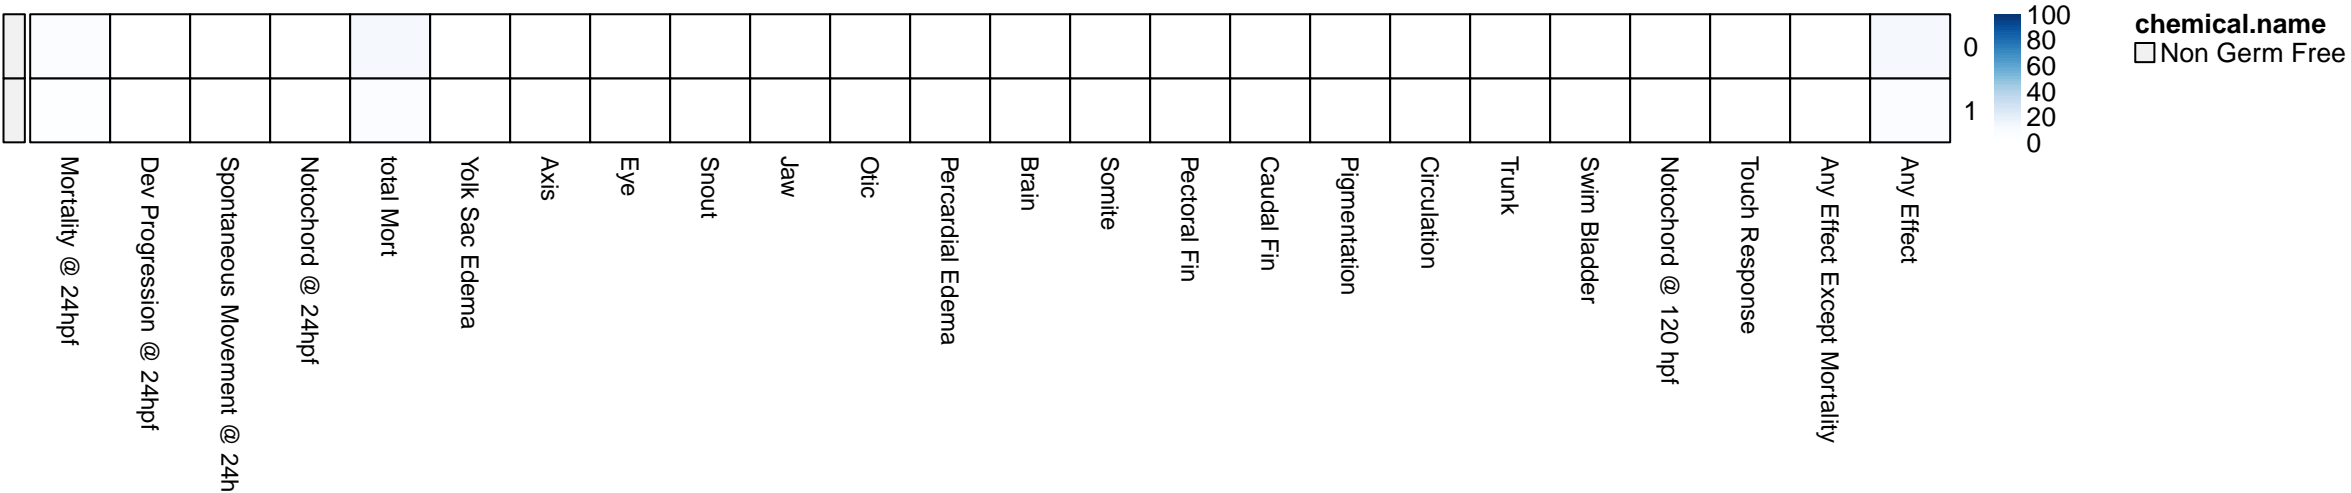 0
1
100
80
60
40
20
0
chemical.name
Non Germ Free
Mortality @ 24hpf
Dev Progression @ 24hpf
Spontaneous Movement @ 24h
Notochord @ 24hpf
total Mort
Yolk Sac Edema
Axis
Eye
Snout
Jaw
Otic
Percardial Edema
Brain
Somite
Pectoral Fin
Caudal Fin
Pigmentation
Circulation
Trunk
Swim Bladder
Notochord @ 120 hpf
Touch Response
Any Effect Except Mortality
Any Effect